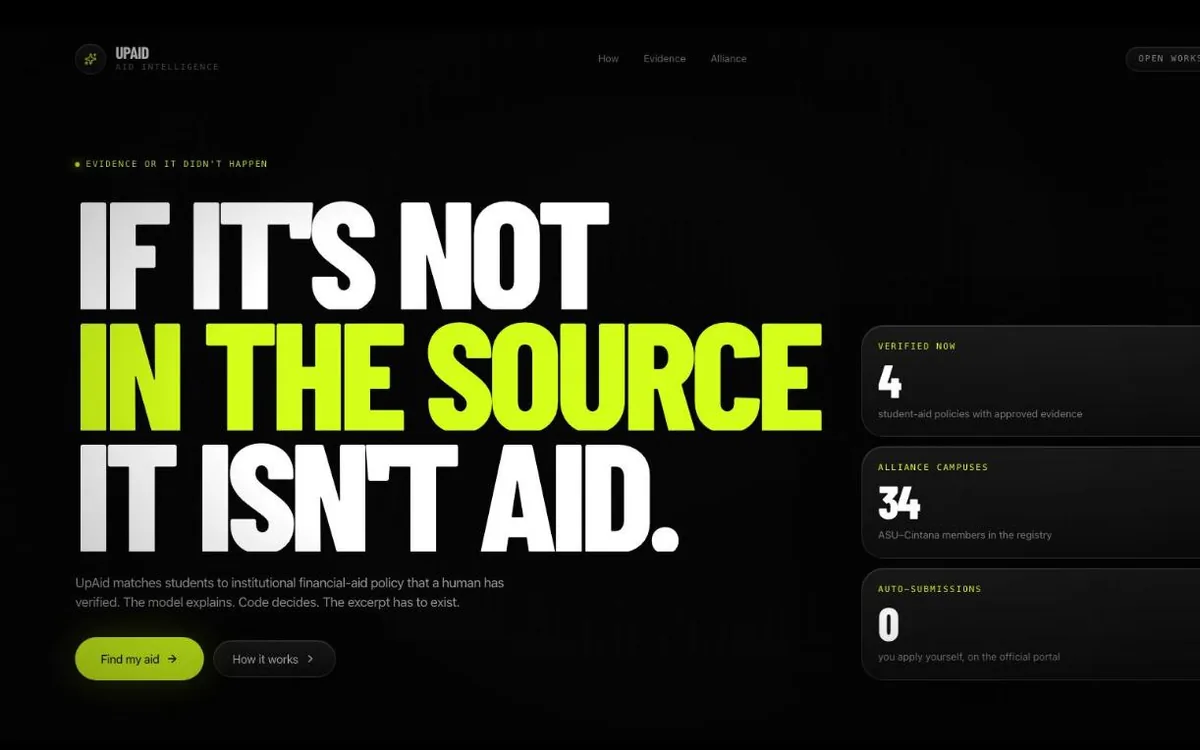 UPAID
AID INTELLIGENCE
How
Evidence
Alliance
OPEN WORKS
EVIDENCE OR IT DIDN'T HAPPEN
IF IT'S NOT
IN THE SOURCE
IT ISN'T AID.
UpAid matches students to institutional financial-aid policy that a human has
verified. The model explains. Code decides. The excerpt has to exist.
Find my aid →
How it works >
VERIFIED NOW
4
student-aid policies with approved evidence
ALLIANCE CAMPUSES
34
ASU–Cintana members in the registry
AUTO-SUBMISSIONS
0
you apply yourself, on the official portal